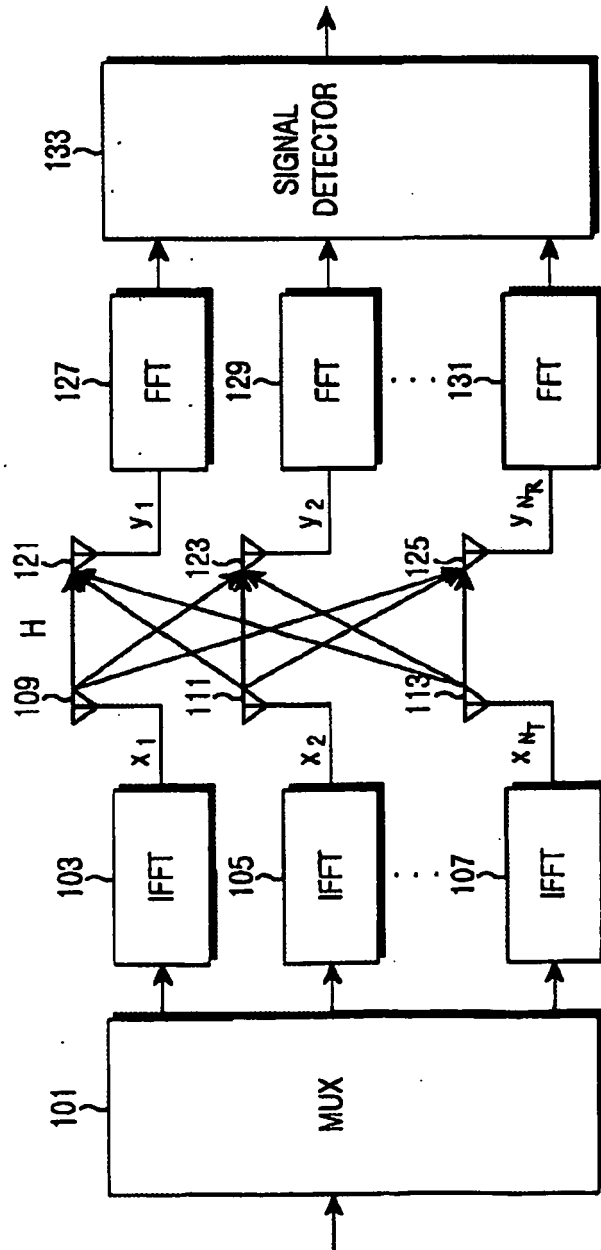 101
MUX
103
IFFT
105
IFFT
107
IFFT
x1
x2
xNT
109
111
113
H
121
123
125
y1
y2
yNR
127
FFT
129
FFT
131
FFT
133
SIGNAL
DETECTOR